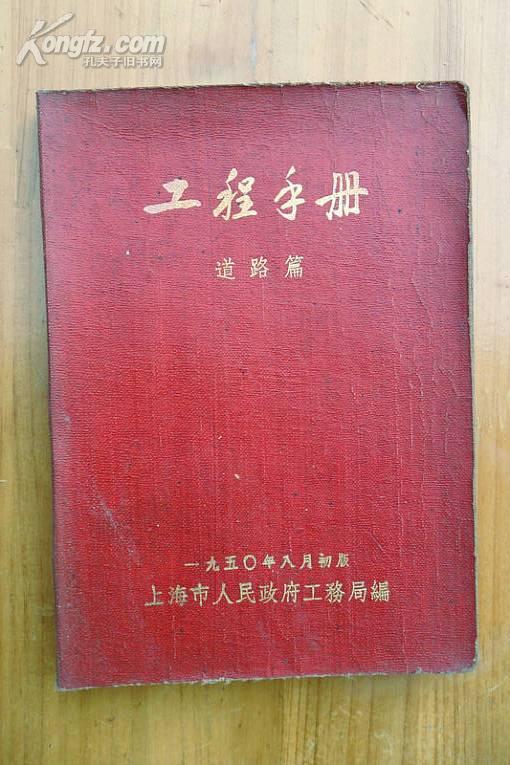 Kongfz.com
孔夫子旧书网
工程手册
道路篇
一九五〇年八月初版
上海市人民政府工務局編